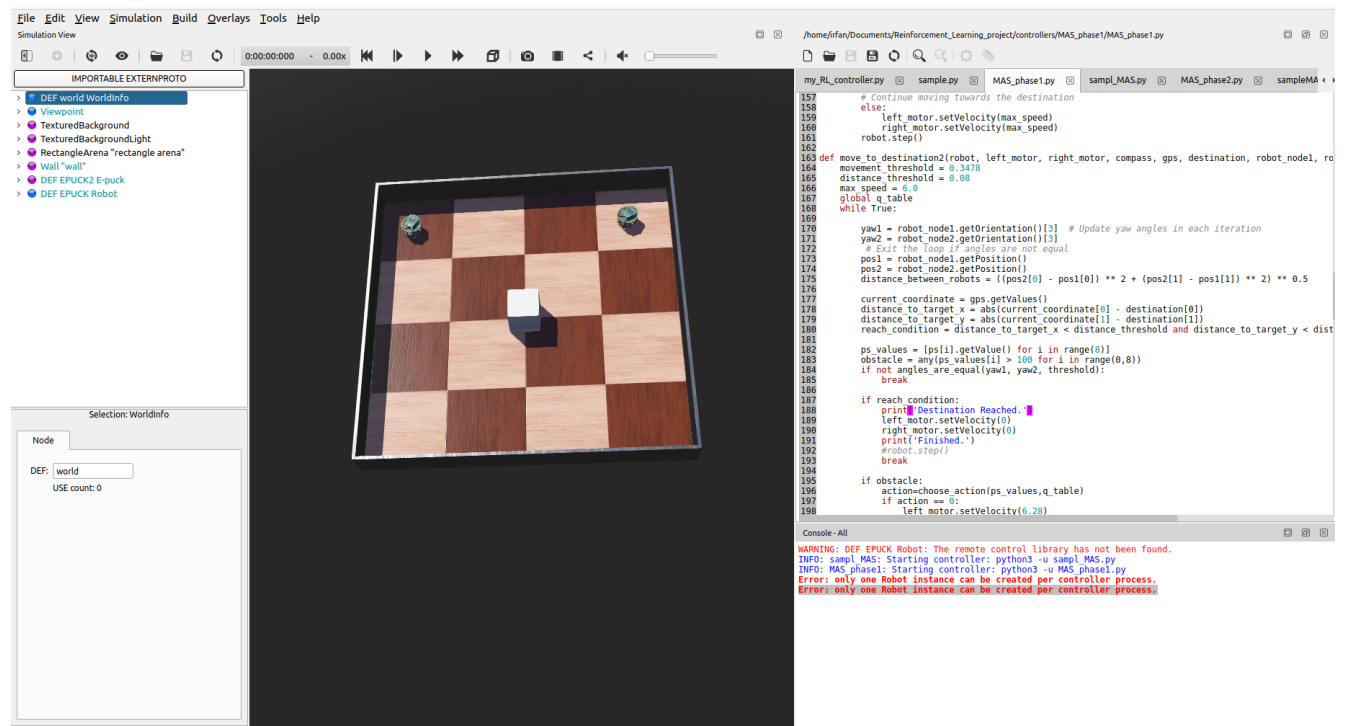 File Edit View Simulation Build Overlays Tools Help
Simulation View
0:00:00:000 - 0.00x
IMPORTABLE EXTERNPROTO
DEF world WorldInfo
Viewpoint
TexturedBackground
TexturedBackgroundLight
RectangleArena "rectangle arena"
Wall "wall"
DEF EPUCK2 E-puck
DEF EPUCK Robot
Selection: WorldInfo
Node
DEF: world
USE count: 0
/home/irfan/Documents/Reinforcement_Learning_project/controllers/MAS_phase1/MAS_phase1.py
my_RL_controller.py sample.py MAS_phase1.py sampl_MAS.py MAS_phase2.py sampleMA
157 # Continue moving towards the destination
158 else:
159 left_motor.setVelocity(max_speed)
160 right_motor.setVelocity(max_speed)
161 robot.step()
162
163 def move_to_destination2(robot, left_motor, right_motor, compass, gps, destination, robot_node1, ro
164 movement_threshold = 0.3478
165 distance_threshold = 0.08
166 max_speed = 6.0
167 global q_table
168 while True:
169
170 yaw1 = robot_node1.getOrientation()[3] # Update yaw angles in each iteration
171 yaw2 = robot_node2.getOrientation()[3]
172 # Exit the loop if angles are not equal
173 pos1 = robot_node1.getPosition()
174 pos2 = robot_node2.getPosition()
175 distance_between_robots = ((pos2[0] - pos1[0]) ** 2 + (pos2[1] - pos1[1]) ** 2) ** 0.5
176
177 current_coordinate = gps.getValues()
178 distance_to_target_x = abs(current_coordinate[0] - destination[0])
179 distance_to_target_y = abs(current_coordinate[1] - destination[1])
180 reach_condition = distance_to_target_x < distance_threshold and distance_to_target_y < dist
181
182 ps_values = [ps[i].getValue() for i in range(8)]
183 obstacle = any(ps_values[i] > 100 for i in range(0,8))
184 if not angles_are_equal(yaw1, yaw2, threshold):
185 break
186
187 if reach_condition:
188 print('Destination Reached.')
189 left_motor.setVelocity(0)
190 right_motor.setVelocity(0)
191 print('Finished.')
192 #robot.step()
193 break
194
195 if obstacle:
196 action=choose_action(ps_values,q_table)
197 if action == 0:
198 left_motor.setVelocity(6.28)
Console - All
WARNING: DEF EPUCK Robot: The remote control library has not been found.
INFO: sampl_MAS: Starting controller: python3 -u sampl_MAS.py
INFO: MAS_phase1: Starting controller: python3 -u MAS_phase1.py
Error: only one Robot instance can be created per controller process.
Error: only one Robot instance can be created per controller process.